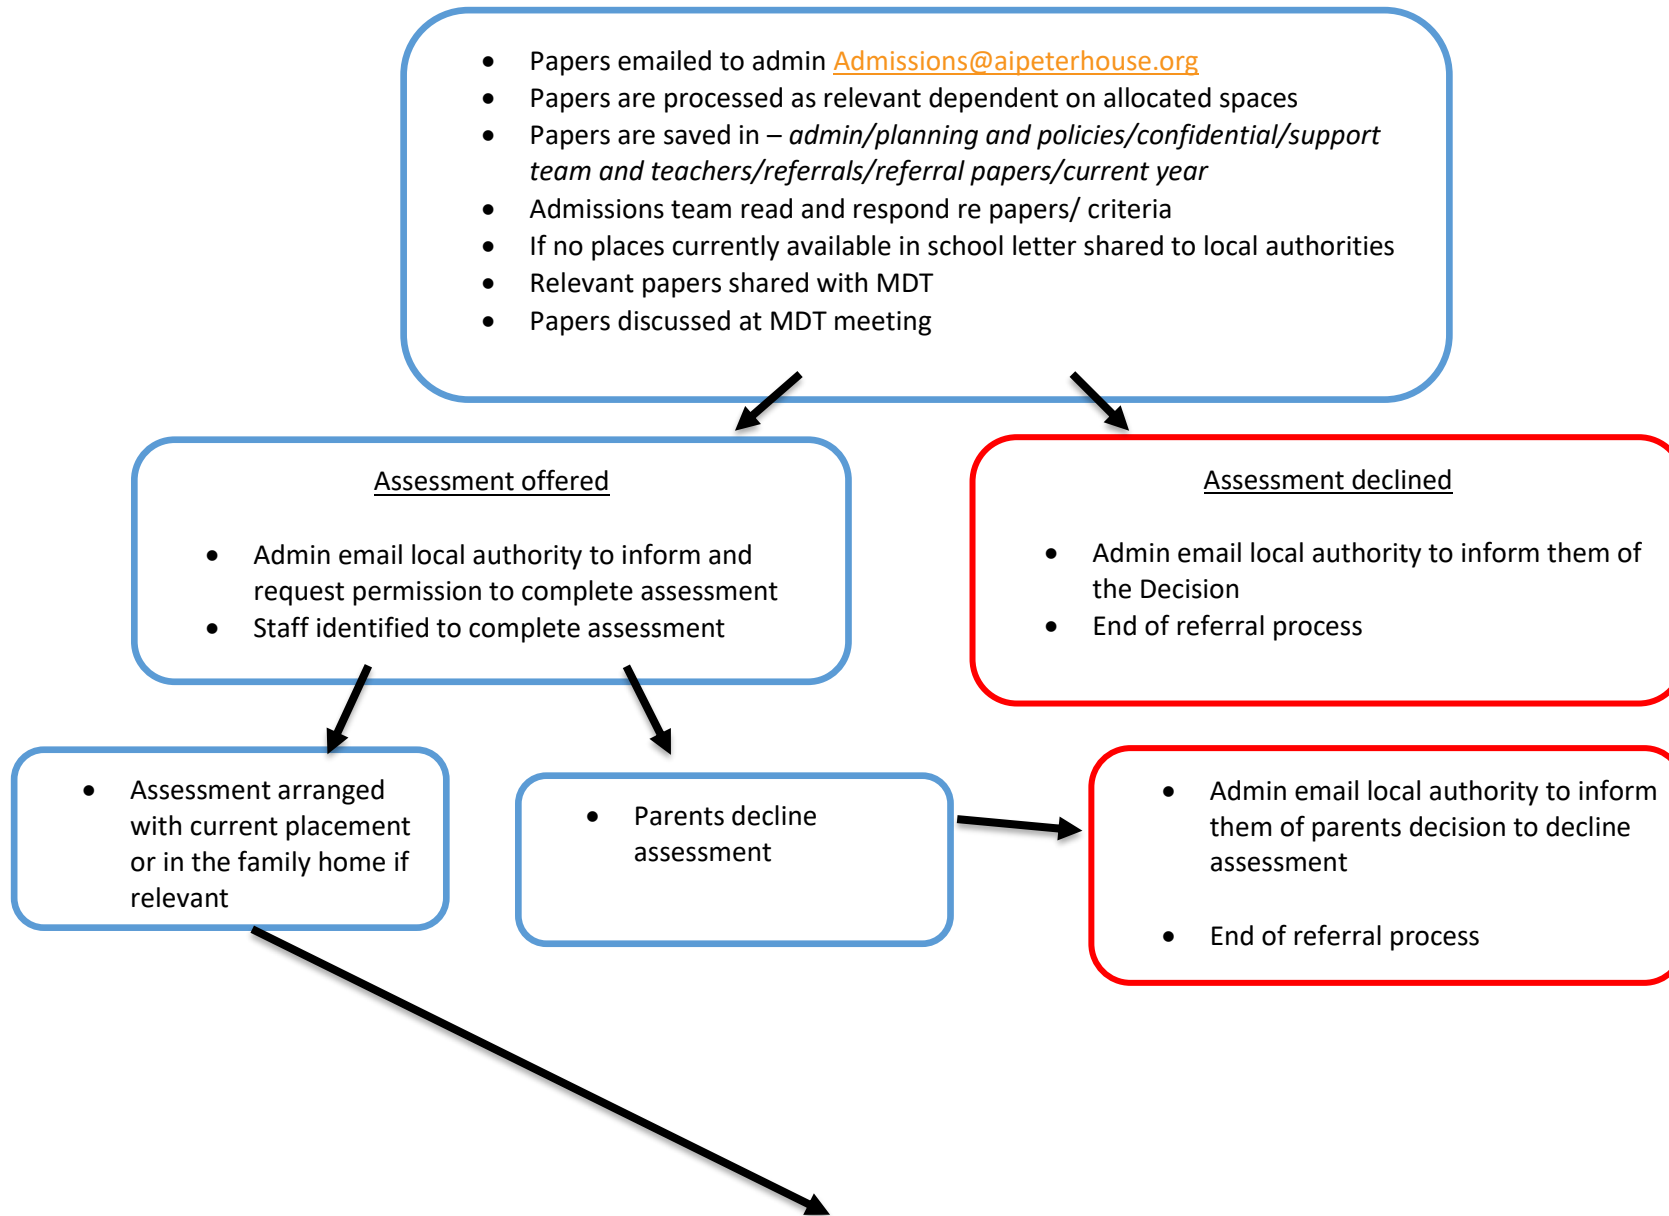 • Papers emailed to admin Admissions@aipeterhouse.org
• Papers are processed as relevant dependent on allocated spaces
• Papers are saved in – admin/planning and policies/confidential/support
team and teachers/referrals/referral papers/current year
• Admissions team read and respond re papers/ criteria
• If no places currently available in school letter shared to local authorities
• Relevant papers shared with MDT
• Papers discussed at MDT meeting
Assessment offered
• Admin email local authority to inform and
request permission to complete assessment
• Staff identified to complete assessment
Assessment declined
• Admin email local authority to inform them of
the Decision
• End of referral process
• Assessment arranged
with current placement
or in the family home if
relevant
• Parents decline
assessment
• Admin email local authority to inform
them of parents decision to decline
assessment
• End of referral process